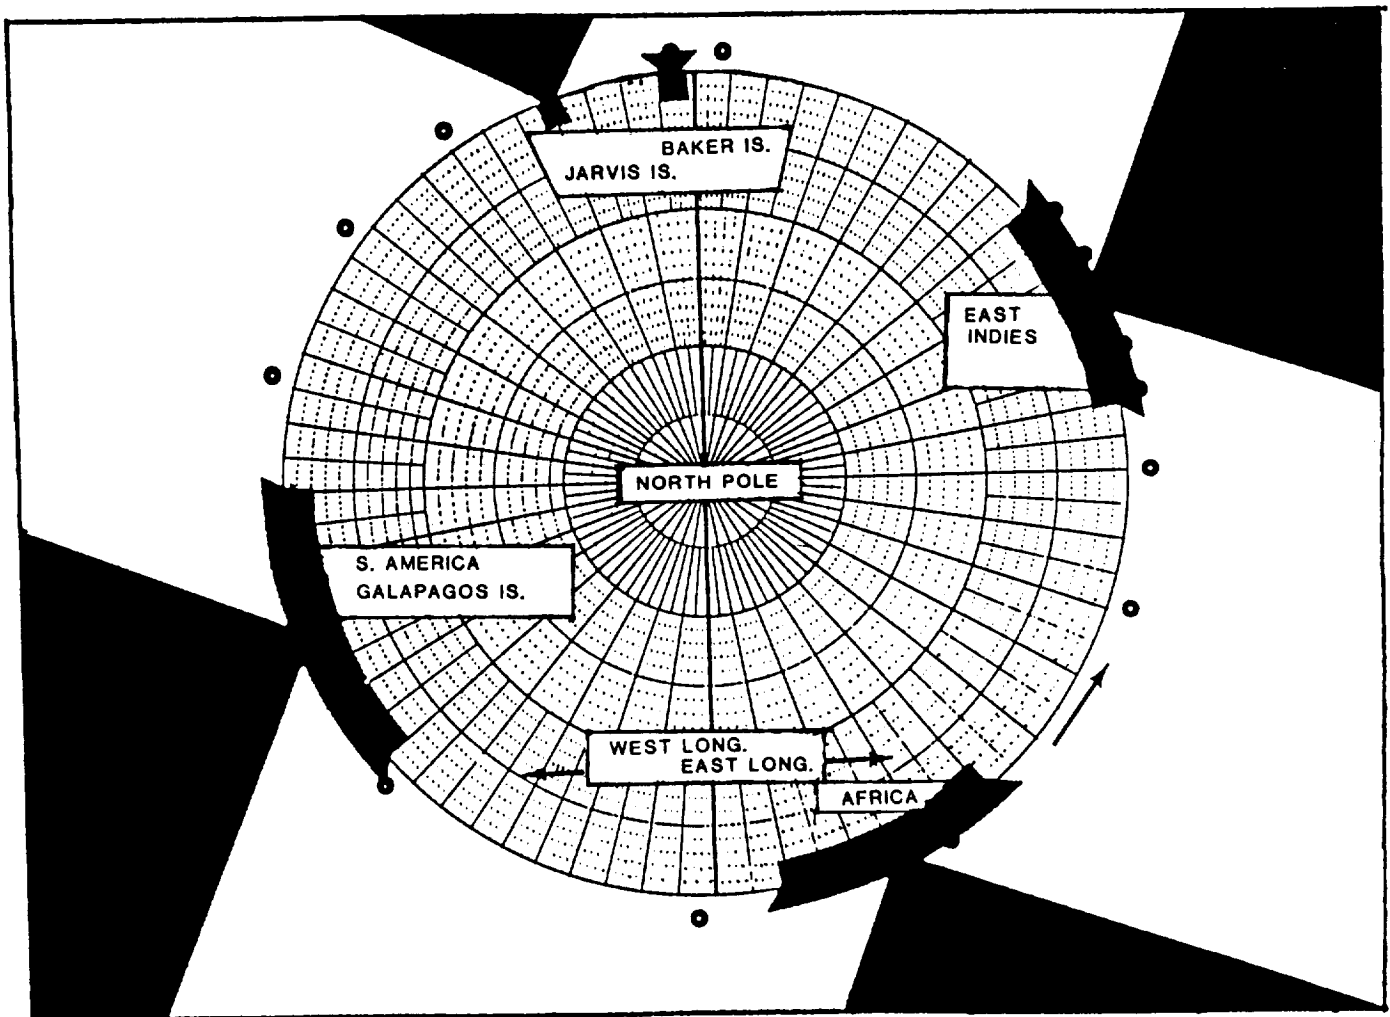 BAKER IS.
JARVIS IS.
EAST
INDIES
NORTH POLE
S. AMERICA
GALAPAGOS IS.
WEST LONG.
EAST LONG.
AFRICA